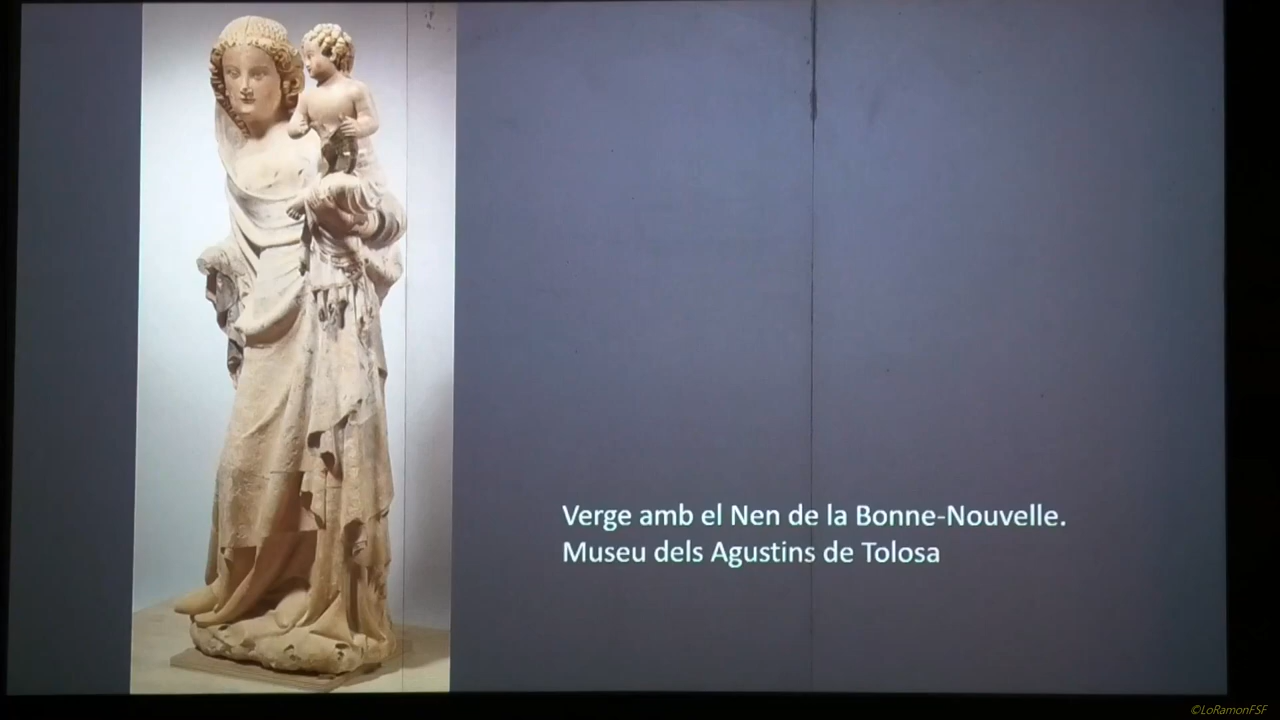 Verge amb el Nen de la Bonne-Nouvelle.
Museu dels Agustins de Tolosa
©LoRamonFSF